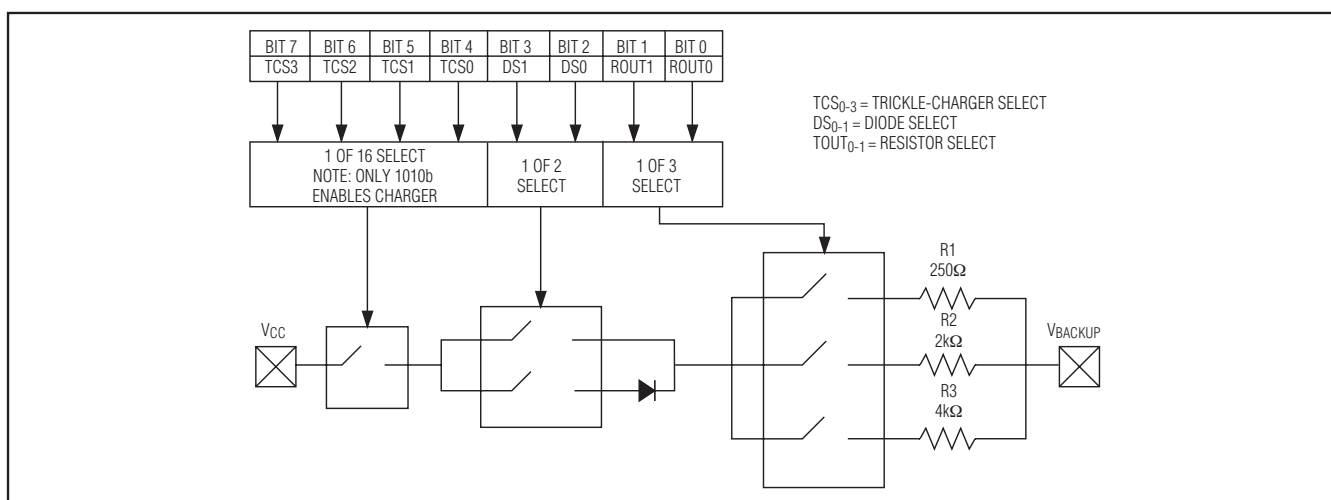 BIT 7 BIT 6 BIT 5 BIT 4 BIT 3 BIT 2 BIT 1 BIT 0
TCS3 TCS2 TCS1 TCS0 DS1 DS0 ROUT1 ROUT0
TCS0-3 = TRICKLE-CHARGER SELECT
DS0-1 = DIODE SELECT
TOUT0-1 = RESISTOR SELECT
1 OF 16 SELECT
NOTE: ONLY 1010b
ENABLES CHARGER
1 OF 2
SELECT
1 OF 3
SELECT
R1
250Ω
VCC
R2
2kΩ
VBACKUP
R3
4kΩ